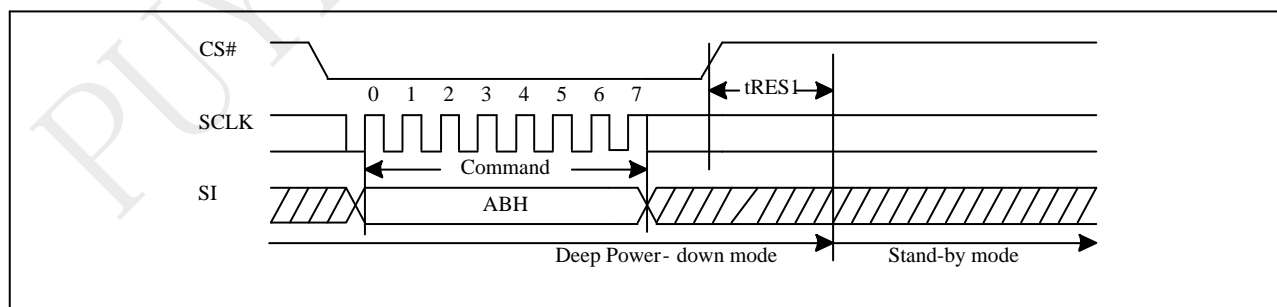 PUY
CS#
tRES1
0 1 2 3 4 5 6 7
SCLK
Command
SI
ABH
Deep Power- down mode
Stand-by mode